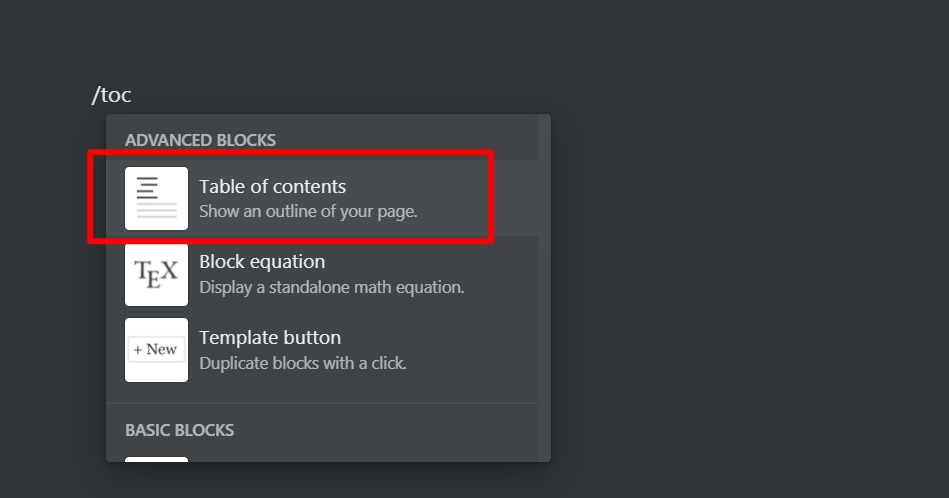 /toc
ADVANCED BLOCKS
Table of contents
Show an outline of your page.
TEX
Block equation
Display a standalone math equation.
+ New
Template button
Duplicate blocks with a click.
BASIC BLOCKS